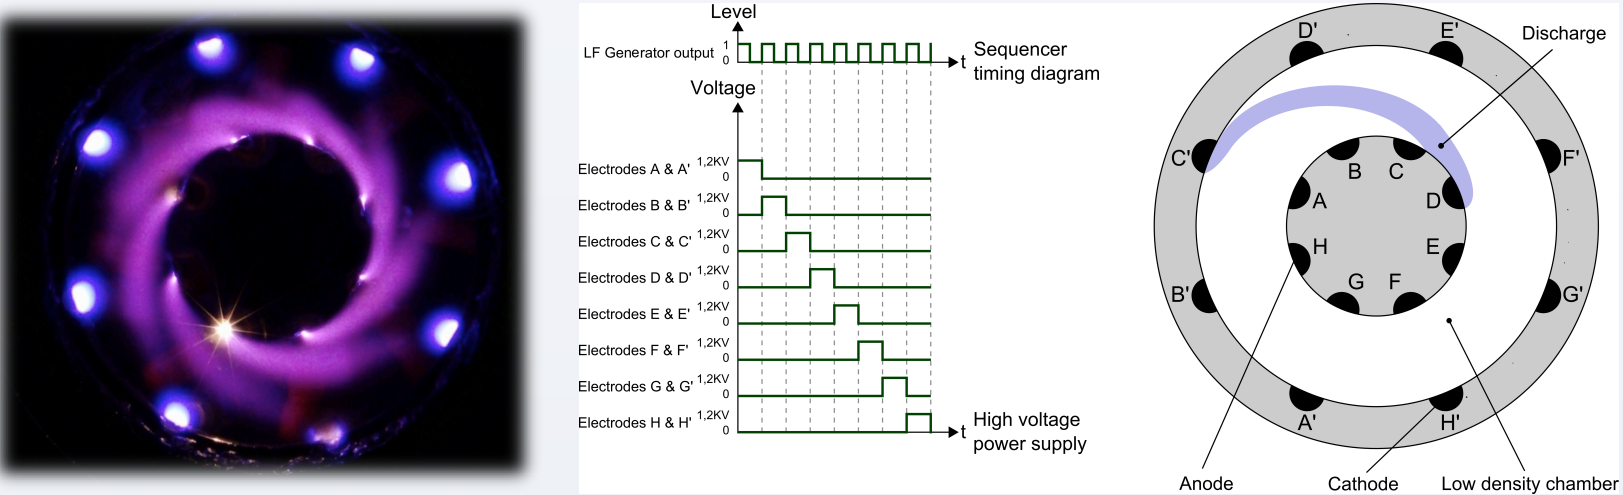 Level
LF Generator output
1
0
t
Sequencer
timing diagram
Voltage
Electrodes A & A' 1,2KV
0
Electrodes B & B' 1,2KV
0
Electrodes C & C' 1,2KV
0
Electrodes D & D' 1,2KV
0
Electrodes E & E' 1,2KV
0
Electrodes F & F' 1,2KV
0
Electrodes G & G' 1,2KV
0
Electrodes H & H' 1,2KV
0
t
High voltage
power supply
D' E'
Discharge
C' F'
B C
A D
H E
G F
B' G'
A' H'
Anode
Cathode
Low density chamber